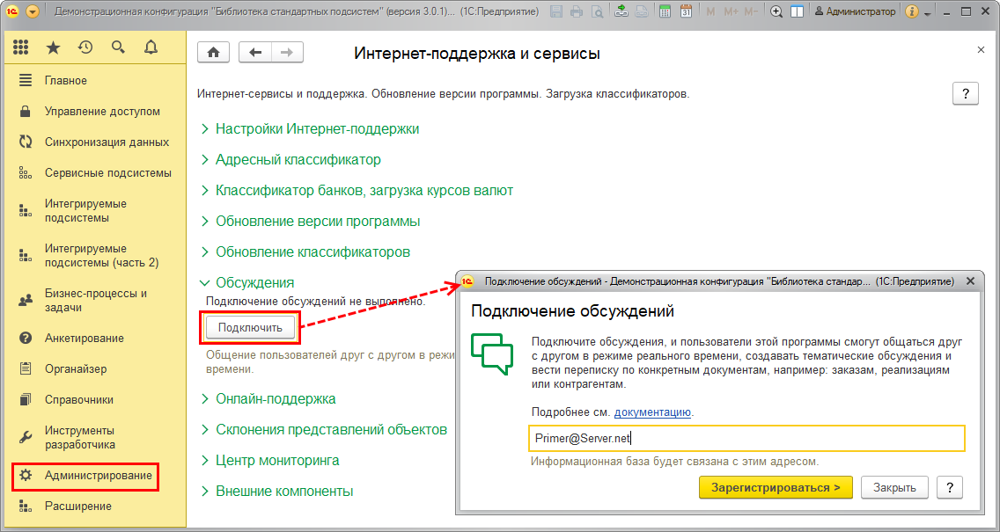 Демонстрационная конфигурация "Библиотека стандартных подсистем" (версия 3.0.1)... (1С:Предприятие)
M M+ M-
31
Администратор
Главное
Управление доступом
Синхронизация данных
Сервисные подсистемы
Интегрируемые
подсистемы
Интегрируемые
подсистемы (часть 2)
Бизнес-процессы и
задачи
Анкетирование
Органайзер
Справочники
Инструменты
разработчика
Администрирование
Расширение
Интернет-поддержка и сервисы
Интернет-сервисы и поддержка. Обновление версии программы. Загрузка классификаторов.
?
Настройки Интернет-поддержки
Адресный классификатор
Классификатор банков, загрузка курсов валют
Обновление версии программы
Обновление классификаторов
Обсуждения
Подключение обсуждений не выполнено.
Подключить
Общение пользователей друг с другом в режи
времени.
Онлайн-поддержка
Склонения представлений объектов
Центр мониторинга
Внешние компоненты
Подключение обсуждений - Демонстрационная конфигурация "Библиотека стандар... (1С:Предприятие)
Подключение обсуждений
Подключите обсуждения, и пользователи этой программы смогут общаться друг
с другом в режиме реального времени, создавать тематические обсуждения и
вести переписку по конкретным документам, например: заказам, реализациям
или контрагентам.
Подробнее см. документацию.
Primer@Server.net
Информационная база будет связана с этим адресом.
Зарегистрироваться >
Закрыть
?